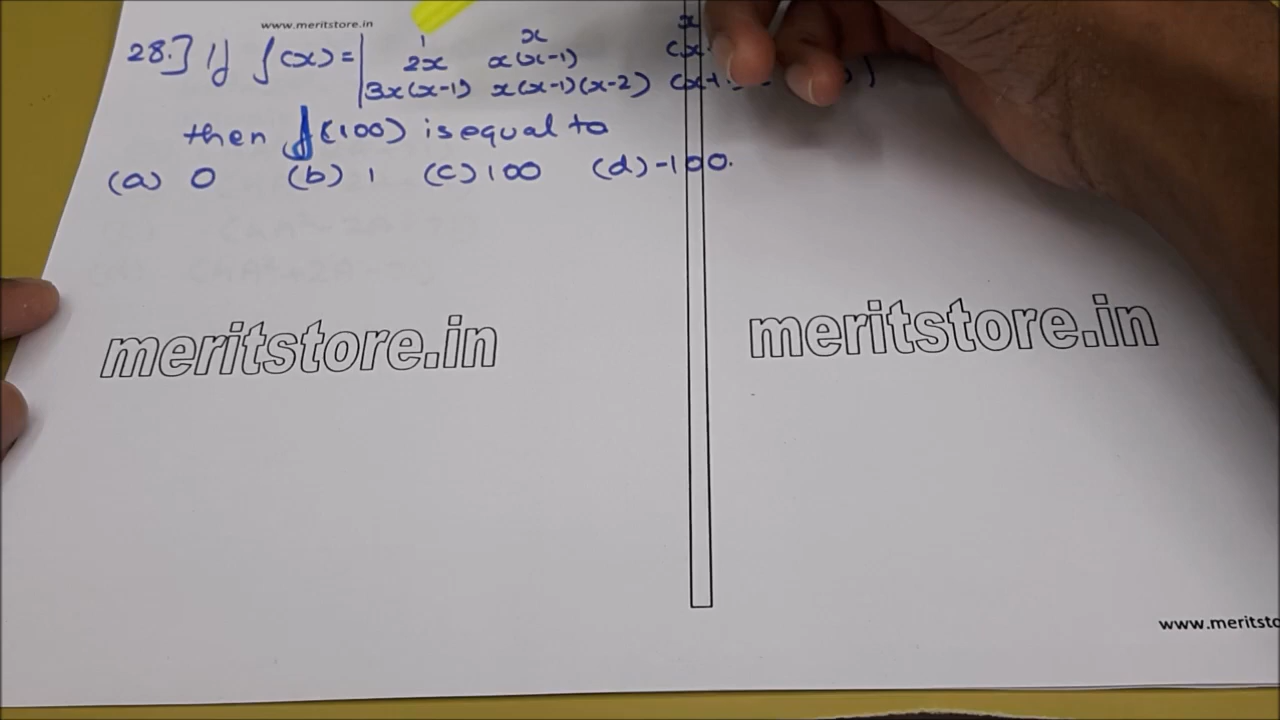 www.meritstore.in
28.] If f(x) = | 1 x x
2x x(x-1) (x
3x(x-1) x(x-1)(x-2) (x+1 ) |
then f(100) is equal to
(a) 0 (b) 1 (c) 100 (d) -100.
meritstore.in meritstore.in
www.meritsto